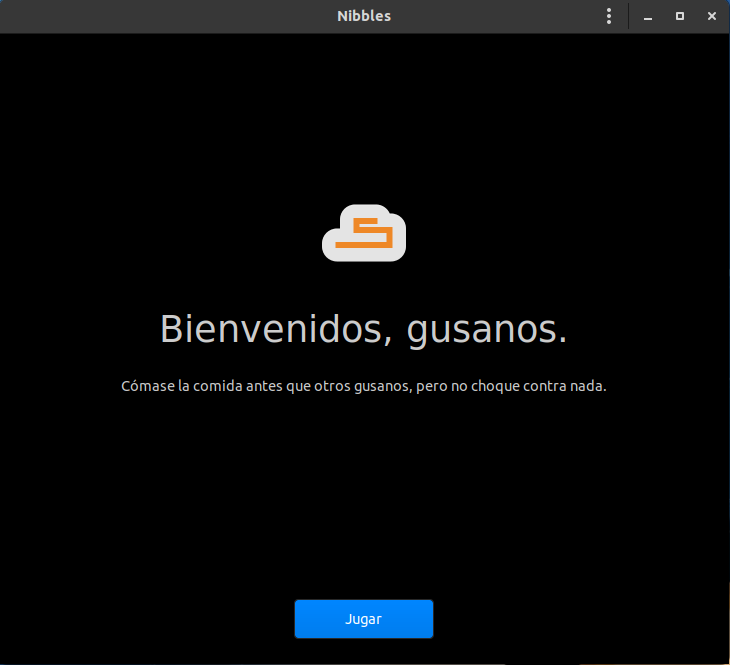 Nibbles
Bienvenidos, gusanos.
Cómase la comida antes que otros gusanos, pero no choque contra nada.
Jugar